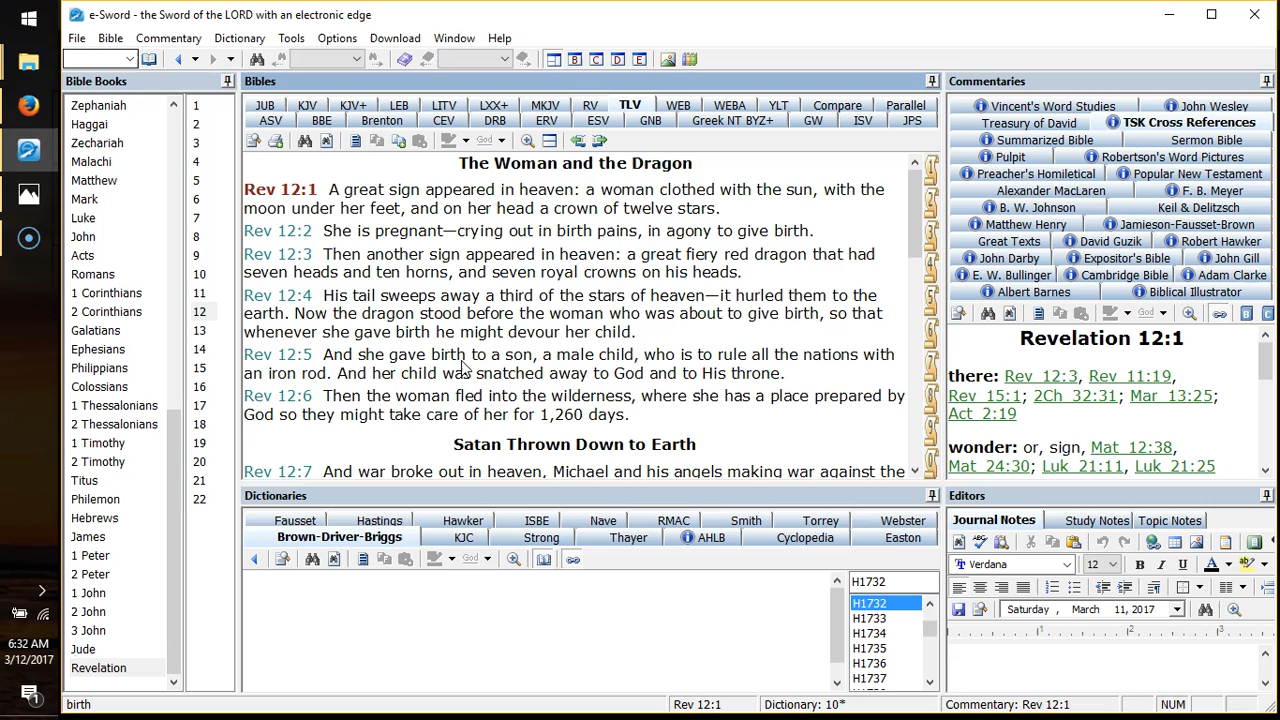 e-Sword - the Sword of the LORD with an electronic edge
File Bible Commentary Dictionary Tools Options Download Window Help
Bible Books
Zephaniah
Haggai
Zechariah
Malachi
Matthew
Mark
Luke
John
Acts
Romans
1 Corinthians
2 Corinthians
Galatians
Ephesians
Philippians
Colossians
1 Thessalonians
2 Thessalonians
1 Timothy
2 Timothy
Titus
Philemon
Hebrews
James
1 Peter
2 Peter
1 John
2 John
3 John
Jude
Revelation
1
2
3
4
5
6
7
8
9
10
11
12
13
14
15
16
17
18
19
20
21
22
Bibles
JUB KJV KJV+ LEB LITV LXX+ MKJV RV TLV WEB WEBA YLT Compare Parallel
ASV BBE Brenton CEV DRB ERV ESV GNB Greek NT BYZ+ GW ISV JPS
God
The Woman and the Dragon
Rev 12:1 A great sign appeared in heaven: a woman clothed with the sun, with the
moon under her feet, and on her head a crown of twelve stars.
Rev 12:2 She is pregnant—crying out in birth pains, in agony to give birth.
Rev 12:3 Then another sign appeared in heaven: a great fiery red dragon that had
seven heads and ten horns, and seven royal crowns on his heads.
Rev 12:4 His tail sweeps away a third of the stars of heaven—it hurled them to the
earth. Now the dragon stood before the woman who was about to give birth, so that
whenever she gave birth he might devour her child.
Rev 12:5 And she gave birth to a son, a male child, who is to rule all the nations with
an iron rod. And her child was snatched away to God and to His throne.
Rev 12:6 Then the woman fled into the wilderness, where she has a place prepared by
God so they might take care of her for 1,260 days.
Satan Thrown Down to Earth
Rev 12:7 And war broke out in heaven, Michael and his angels making war against the
1
2
3
4
5
6
7
8
9
0
Commentaries
Vincent's Word Studies John Wesley
Treasury of David TSK Cross References
Summarized Bible Sermon Bible
Pulpit Robertson's Word Pictures
Preacher's Homiletical Popular New Testament
Alexander MacLaren F. B. Meyer
B. W. Johnson Keil & Delitzsch
Matthew Henry Jamieson-Fausset-Brown
Great Texts David Guzik Robert Hawker
John Darby Expositor's Bible John Gill
E. W. Bullinger Cambridge Bible Adam Clarke
Albert Barnes Biblical Illustrator
God B C
Revelation 12:1
there: Rev 12:3, Rev 11:19,
Rev 15:1; 2Ch 32:31; Mar 13:25;
Act 2:19
wonder: or, sign, Mat 12:38,
Mat 24:30; Luk 21:11, Luk 21:25
Dictionaries
Fausset Hastings Hawker ISBE Nave RMAC Smith Torrey Webster
Brown-Driver-Briggs KJC Strong Thayer AHLB Cyclopedia Easton
God
H1732
H1732
H1733
H1734
H1735
H1736
H1737
Editors
Journal Notes Study Notes Topic Notes
Verdana 12 B I U A
Saturday , March 11, 2017
1 2 3
6:32 AM
3/12/2017
1
birth Rev 12:1 Dictionary: 10* Commentary: Rev 12:1 NUM